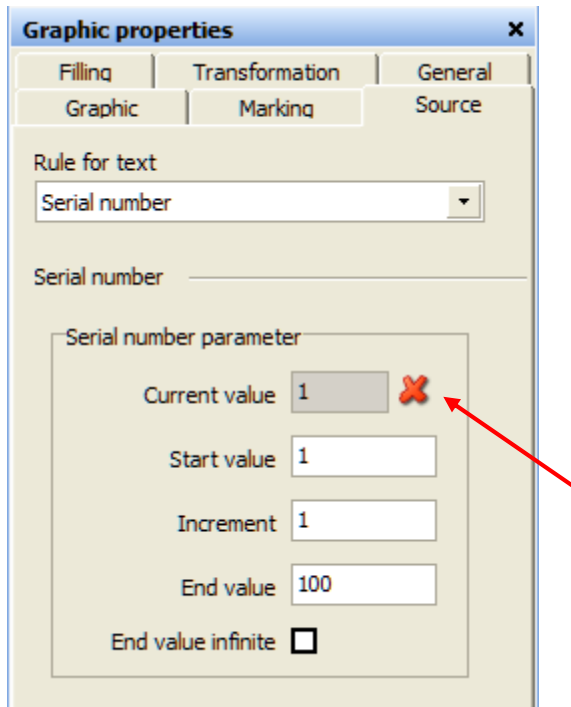 Graphic properties
Filling Transformation General
Graphic Marking Source
Rule for text
Serial number
Serial number
Serial number parameter
Current value 1
Start value 1
Increment 1
End value 100
End value infinite